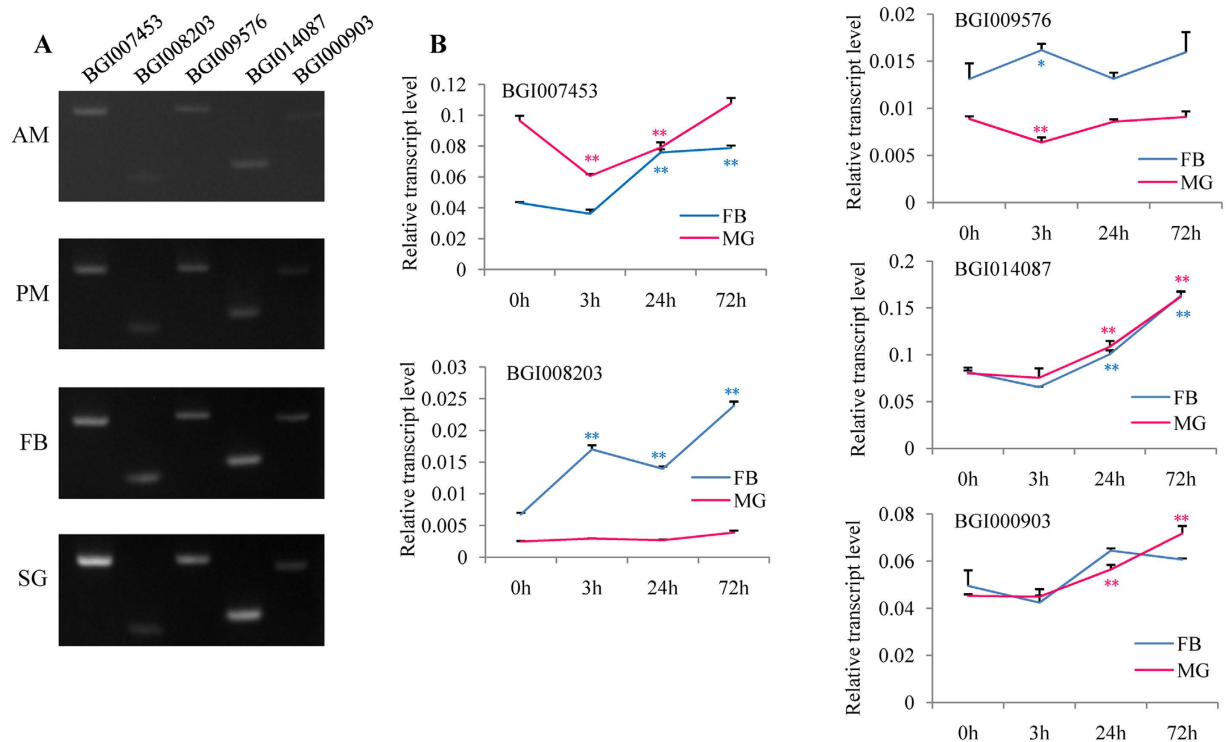 A
BGI007453
BGI008203
BGI009576
BGI014087
BGI000903
AM
PM
FB
SG
B
Relative transcript level
BGI007453
0.12
0.1
0.08
0.06
0.04
0.02
0
** **
** **
FB
MG
0h 3h 24h 72h
Relative transcript level
BGI008203
0.03
0.025
0.02
0.015
0.01
0.005
0
** ** **
FB
MG
0h 3h 24h 72h
Relative transcript level
BGI009576
0.02
0.015
0.01
0.005
0
*
**
FB
MG
0h 3h 24h 72h
Relative transcript level
BGI014087
0.2
0.15
0.1
0.05
0
** **
** **
FB
MG
0h 3h 24h 72h
Relative transcript level
BGI000903
0.08
0.06
0.04
0.02
0
**
**
FB
MG
0h 3h 24h 72h